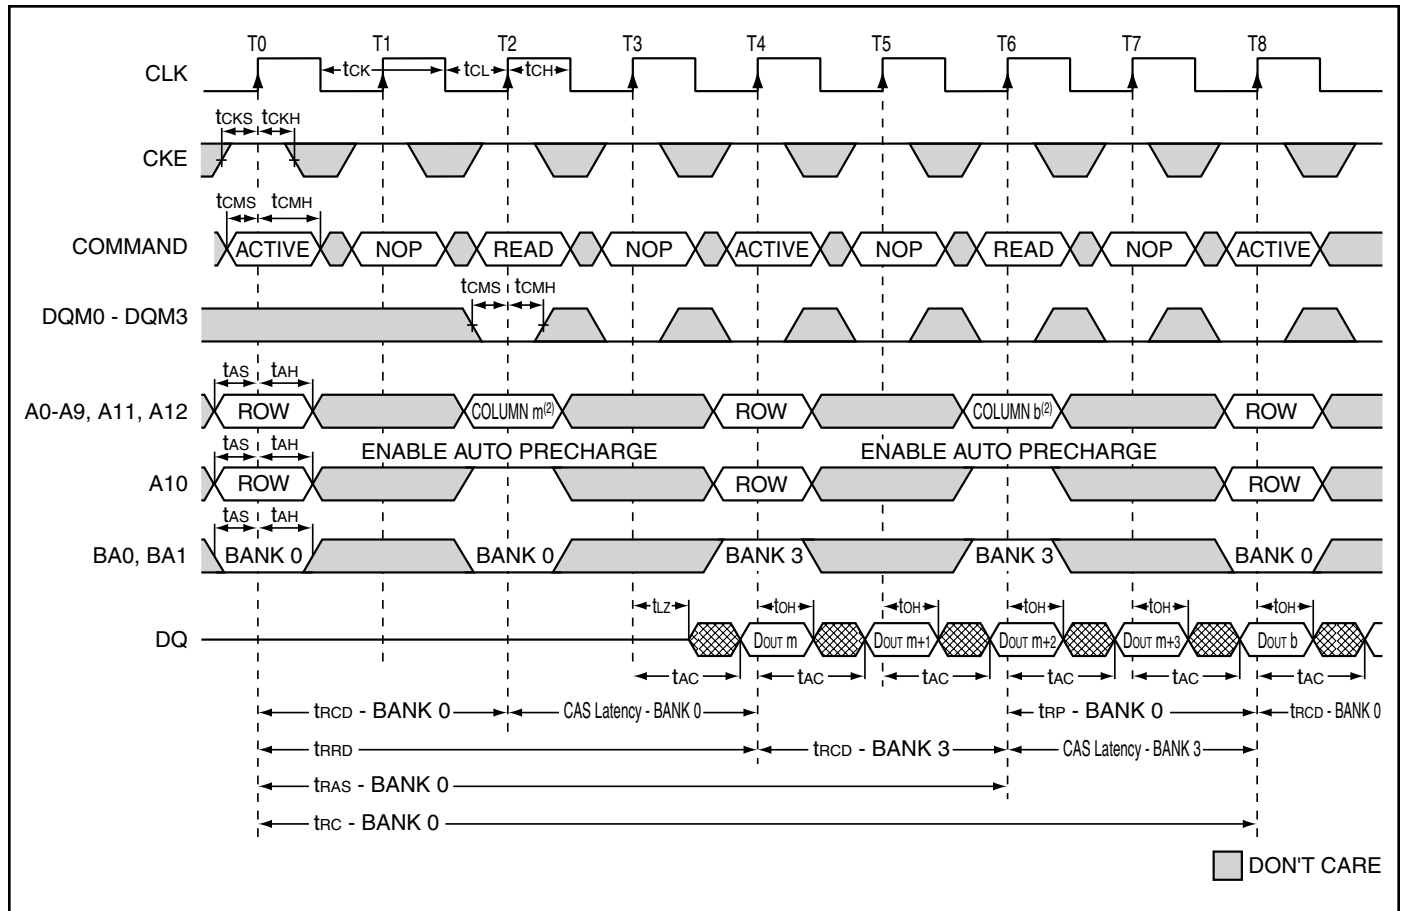 T0 T1 T2 T3 T4 T5 T6 T7 T8
CLK tCK tCL tCH
tCKS tCKH
CKE
tCMS tCMH
COMMAND ACTIVE NOP READ NOP ACTIVE NOP READ NOP ACTIVE
tCMS tCMH
DQM0 - DQM3
tAS tAH
A0-A9, A11, A12 ROW COLUMN m(2) ROW COLUMN b(2) ROW
tAS tAH ENABLE AUTO PRECHARGE ENABLE AUTO PRECHARGE
A10 ROW ROW ROW
tAS tAH
BA0, BA1 BANK 0 BANK 0 BANK 3 BANK 3 BANK 0
tLZ tOH tOH tOH tOH tOH
DQ DOUT m DOUT m+1 DOUT m+2 DOUT m+3 DOUT b
tAC tAC tAC tAC tAC tAC
tRCD - BANK 0 CAS Latency - BANK 0 tRP - BANK 0 tRCD - BANK 0
tRRD tRCD - BANK 3 CAS Latency - BANK 3
tRAS - BANK 0
tRC - BANK 0
DON'T CARE